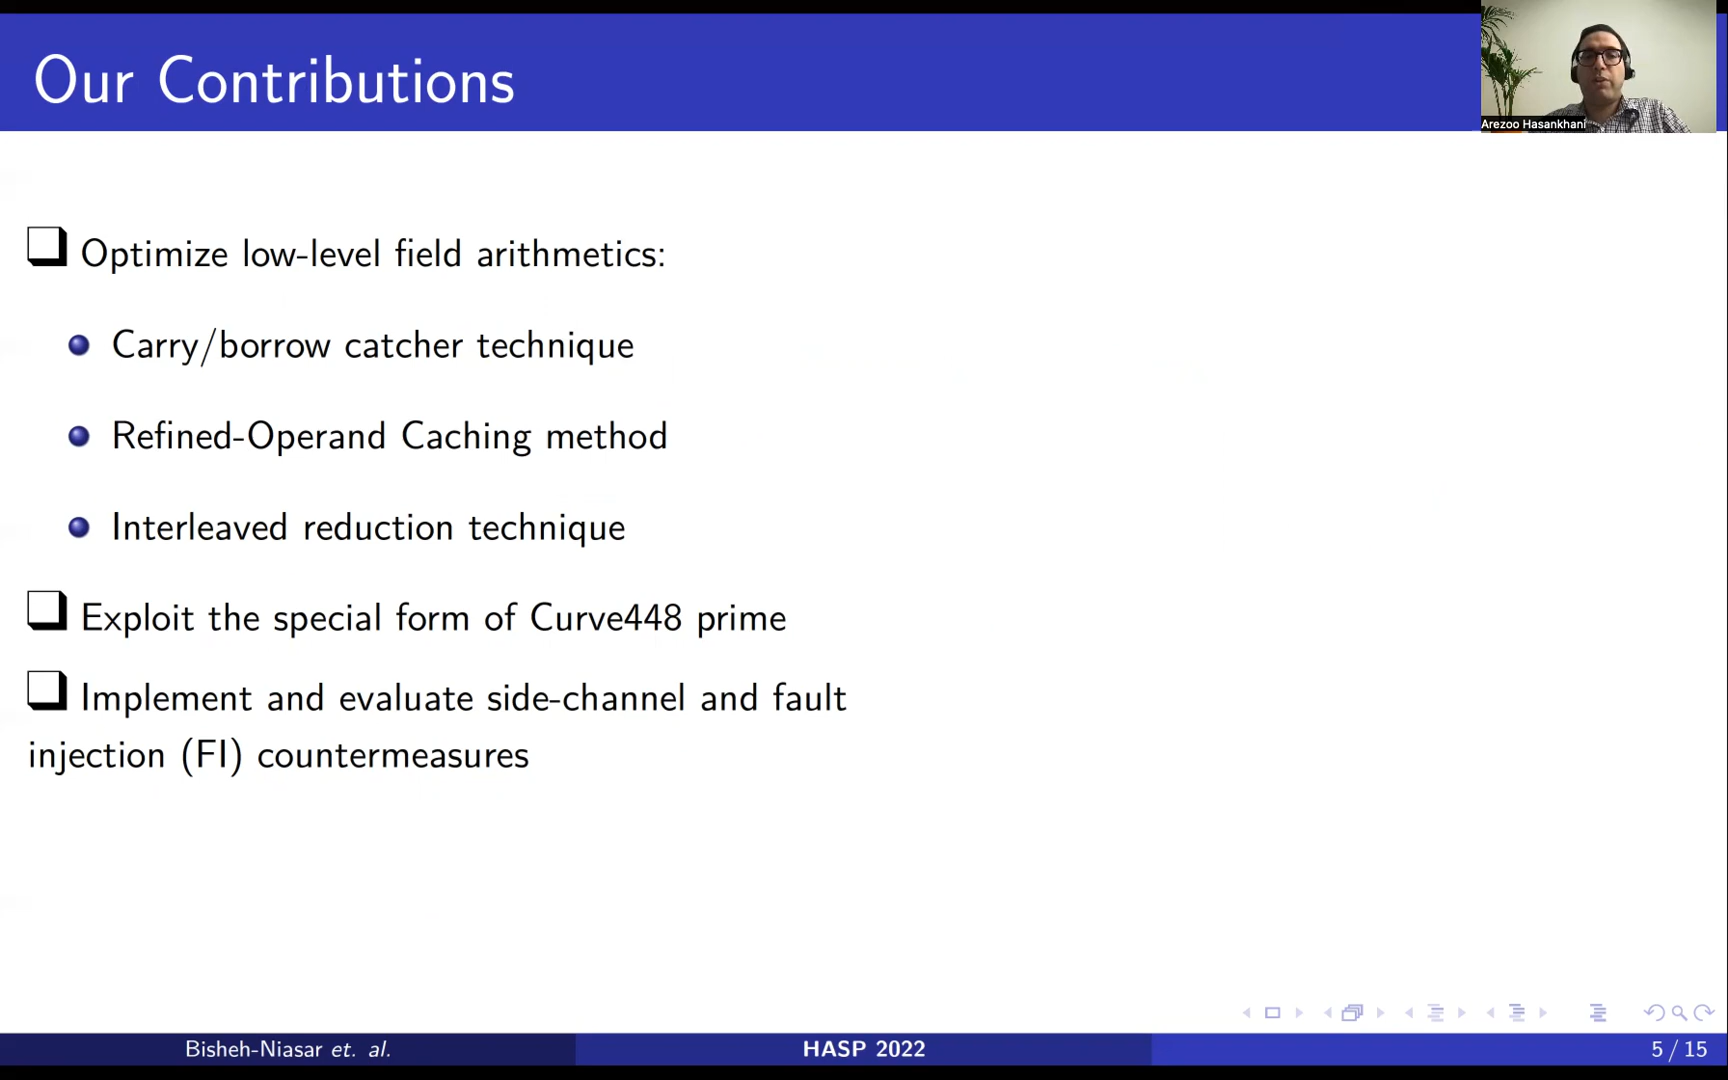 Our Contributions
Arezoo Hasankhani
Optimize low-level field arithmetics:
Carry/borrow catcher technique
Refined-Operand Caching method
Interleaved reduction technique
Exploit the special form of Curve448 prime
Implement and evaluate side-channel and fault
injection (FI) countermeasures
Bisheh-Niasar et. al.
HASP 2022
5 / 15